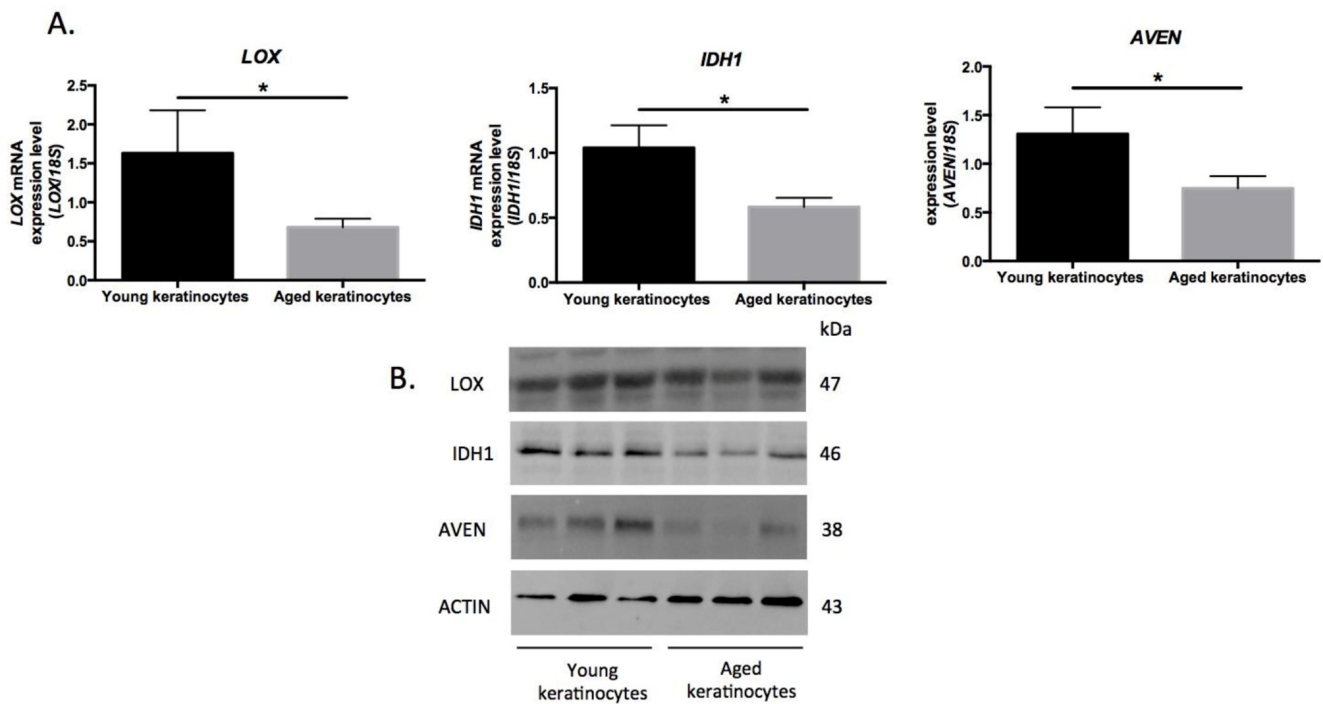 A.
LOX
LOX mRNA
expression level
(LOX/18S)
2.5
2.0
1.5
1.0
0.5
0.0
*
Young keratinocytes
Aged keratinocytes
IDH1
IDH1 mRNA
expression level
(IDH1/18S)
1.5
1.0
0.5
0.0
*
Young keratinocytes
Aged keratinocytes
AVEN
expression level
(AVEN/18S)
2.0
1.5
1.0
0.5
0.0
*
Young keratinocytes
Aged keratinocytes
B.
kDa
LOX
47
IDH1
46
AVEN
38
ACTIN
43
Young
keratinocytes
Aged
keratinocytes